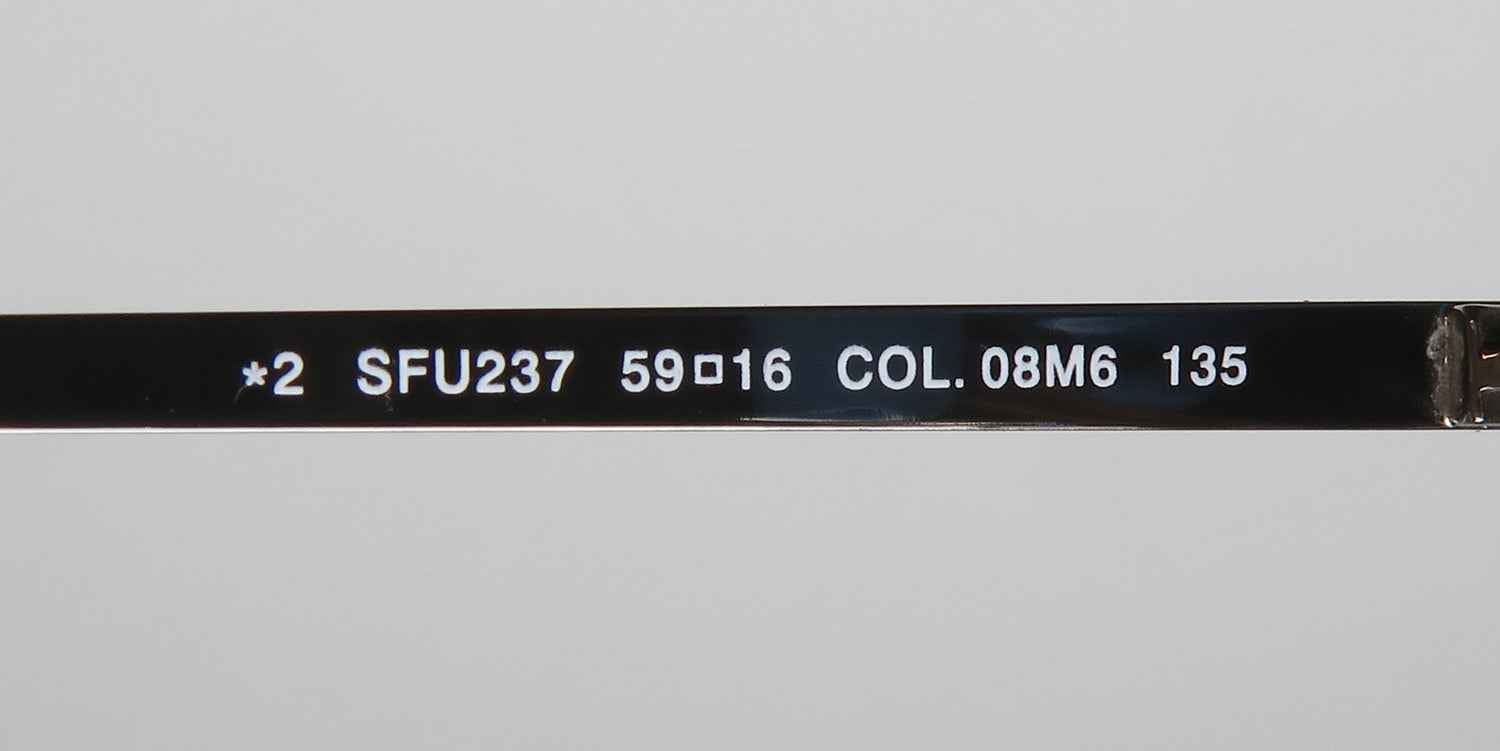 *2 SFU237 59□16 COL. 08M6 135